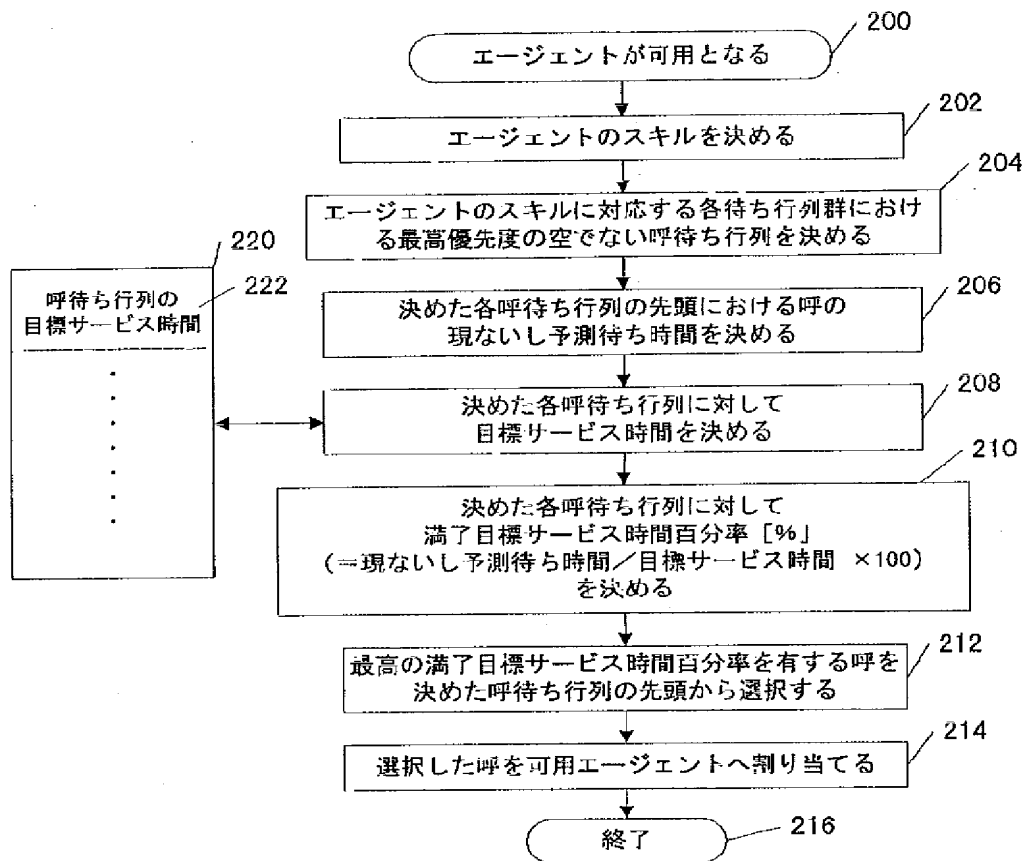 200
エージェントが可用となる
202
エージェントのスキルを決める
204
エージェントのスキルに対応する各待ち行列群におけ
る最高優先度の空でない呼待ち行列を決める
220
222
呼待ち行列の
目標サービス時間
206
決めた各呼待ち行列の先頭における呼の
現ないし予測待ち時間を決める
208
決めた各呼待ち行列に対して
目標サービス時間を決める
210
決めた各呼待ち行列に対して
満了目標サービス時間百分率[%」
(=現ないし予測待ち時間/目標サービス時間 ×100)
を決める
212
最高の満了目標サービス時間百分率を有する呼を
決めた呼待ち行列の先頭から選択する
214
選択した呼を可用エージェントへ割り当てる
終了
216